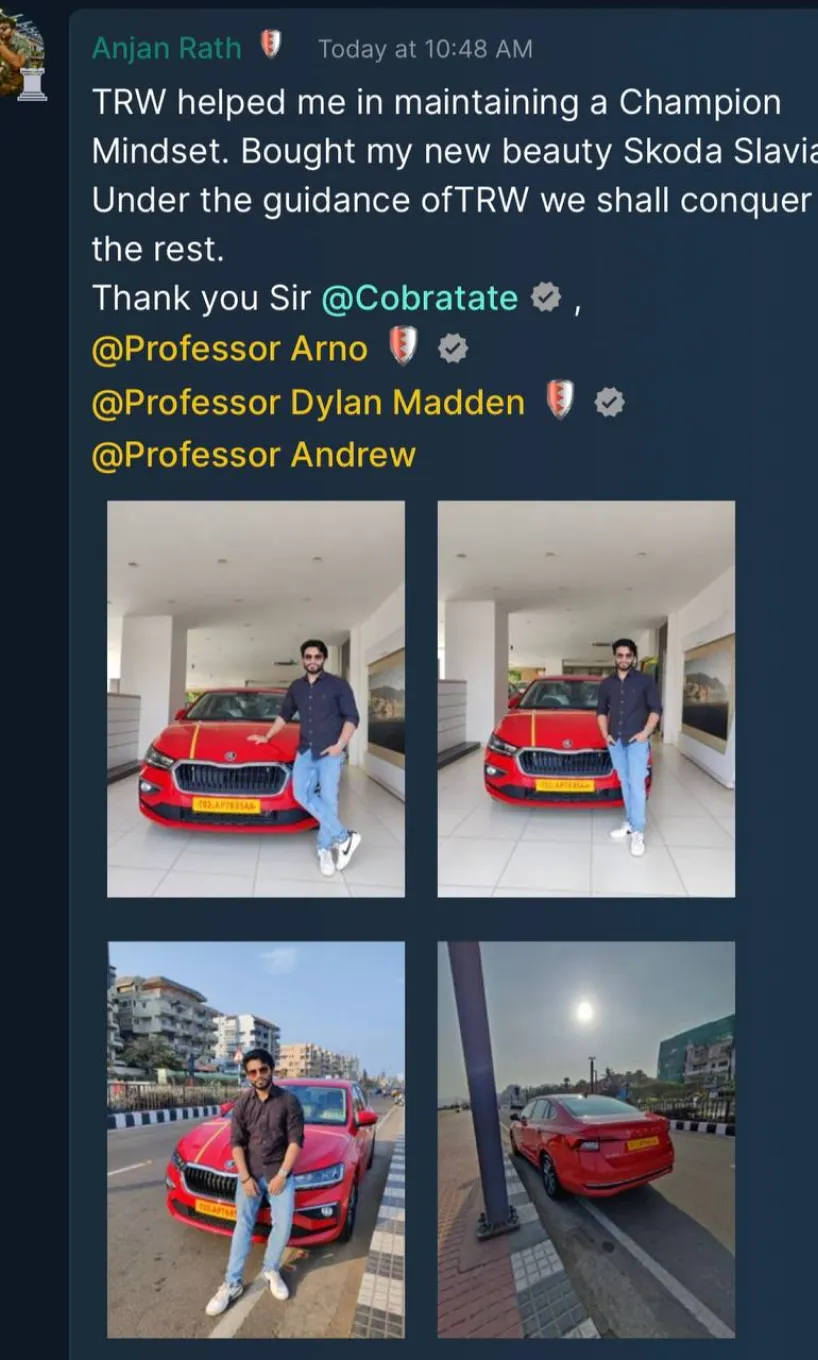 Anjan Rath Today at 10:48 AM
TRW helped me in maintaining a Champion
Mindset. Bought my new beauty Skoda Slavia
Under the guidance ofTRW we shall conquer
the rest.
Thank you Sir @Cobratate ,
@Professor Arno
@Professor Dylan Madden
@Professor Andrew